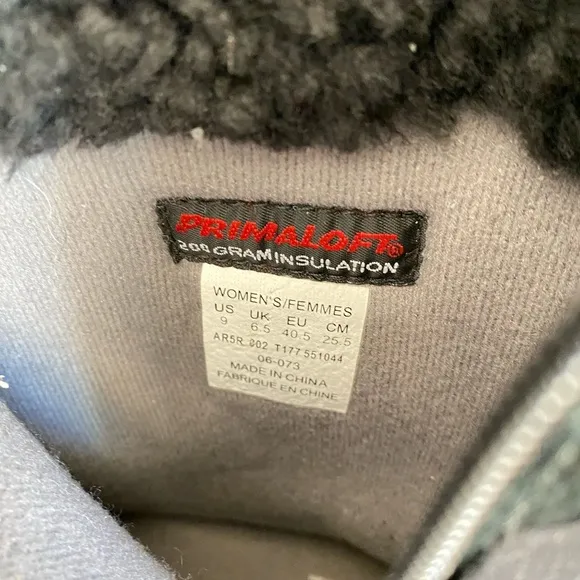 PRIMALOFT®
200 GRAM INSULATION
WOMEN'S/FEMMES
US UK EU CM
9 6.5 40.5 25.5
AR5R 802 T177 551044
06-073
MADE IN CHINA
FABRIQUE EN CHINE